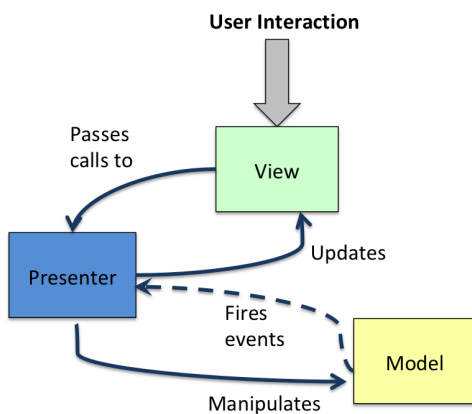 User Interaction
Passes
calls to
View
Updates
Presenter
Fires
events
Model
Manipulates